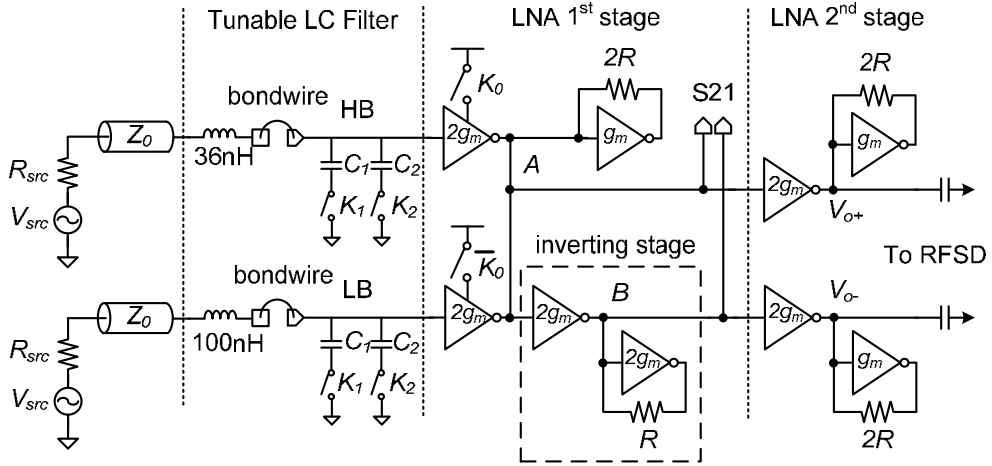 Tunable LC Filter
LNA 1st stage
LNA 2nd stage
2R
K0
gm
S21
2R
bondwire
HB
Z0
36nH
2gm
A
gm
Rsrc
Vsrc
C1
C2
K1
K2
2gm
Vo+
K̅0
inverting stage
To RFSD
bondwire
LB
B
Vo-
Z0
100nH
2gm
2gm
2gm
Rsrc
Vsrc
C1
C2
K1
K2
2gm
R
gm
2R